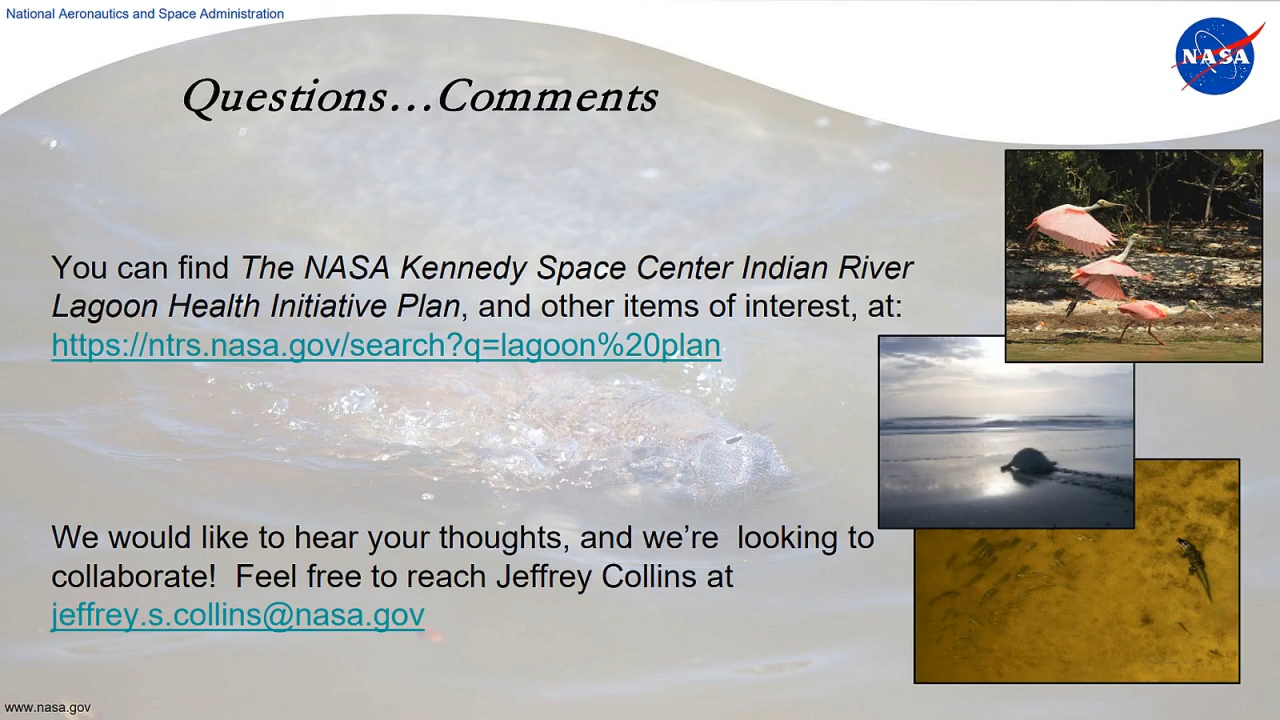 National Aeronautics and Space Administration
NASA
Questions…Comments
You can find The NASA Kennedy Space Center Indian River
Lagoon Health Initiative Plan, and other items of interest, at:
https://ntrs.nasa.gov/search?q=lagoon%20plan
We would like to hear your thoughts, and we’re  looking to
collaborate!  Feel free to reach Jeffrey Collins at
jeffrey.s.collins@nasa.gov
www.nasa.gov